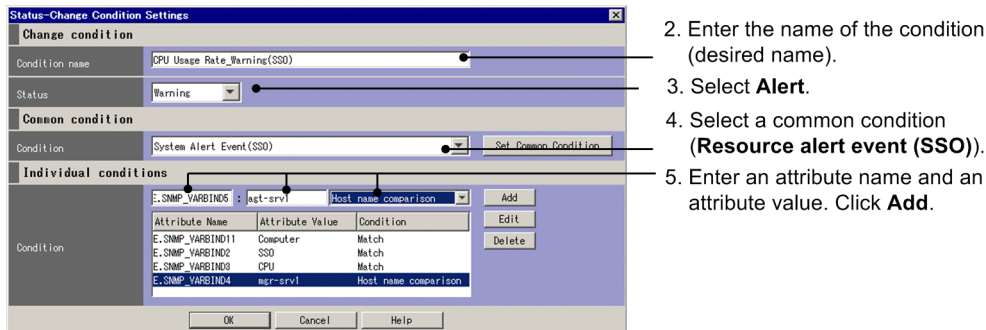 Status-Change Condition Settings
Change condition
Condition name CPU Usage Rate_Warning(SSO)
Status Warning
Common condition
Condition System Alert Event(SSO) Set Common Condition
Individual conditions
E.SNMP_VARBIND5 : agt-srv1 Host name comparison Add
Attribute Name Attribute Value Condition Edit
E.SNMP_VARBIND11 Computer Match Delete
Condition
E.SNMP_VARBIND2 SSO Match
E.SNMP_VARBIND3 CPU Match
E.SNMP_VARBIND4 mgr-srv1 Host name comparison
OK Cancel Help
2. Enter the name of the condition
(desired name).
3. Select Alert.
4. Select a common condition
(Resource alert event (SSO)).
5. Enter an attribute name and an
attribute value. Click Add.